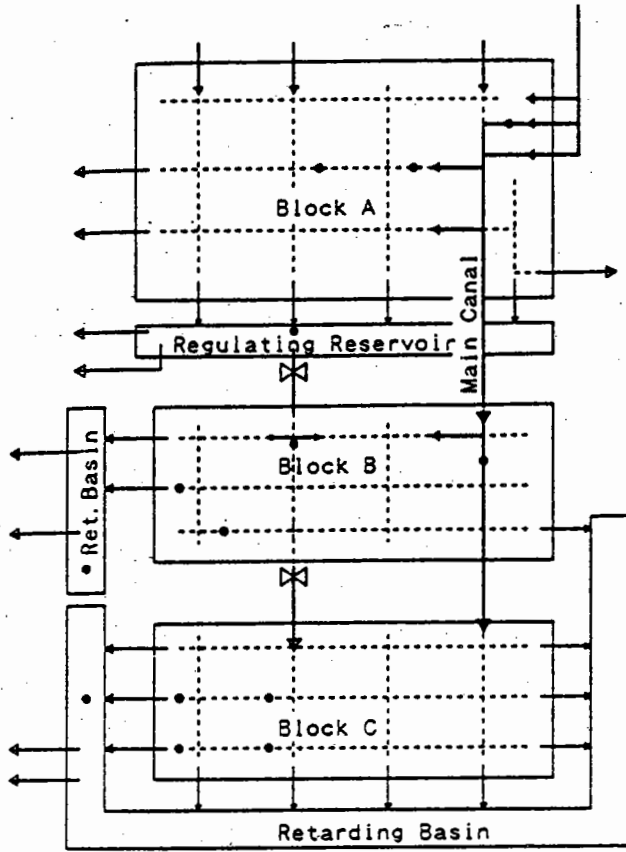 Block A
Main Canal
Regulating Reservoir
Ret. Basin
Block B
Block C
Retarding Basin